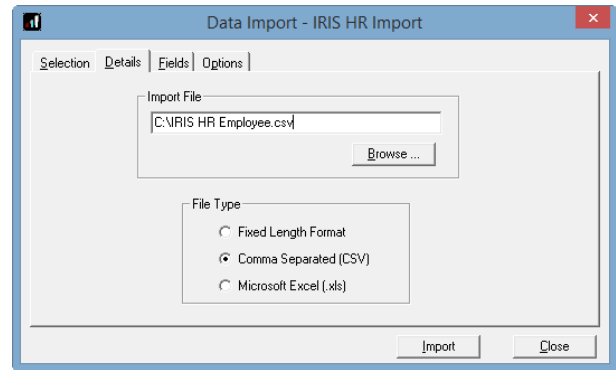 Data Import - IRIS HR Import
Selection Details Fields Options
Import File
C:\IRIS HR Employee.csv
Browse ...
File Type
Fixed Length Format
Comma Separated (CSV)
Microsoft Excel (.xls)
Import Close